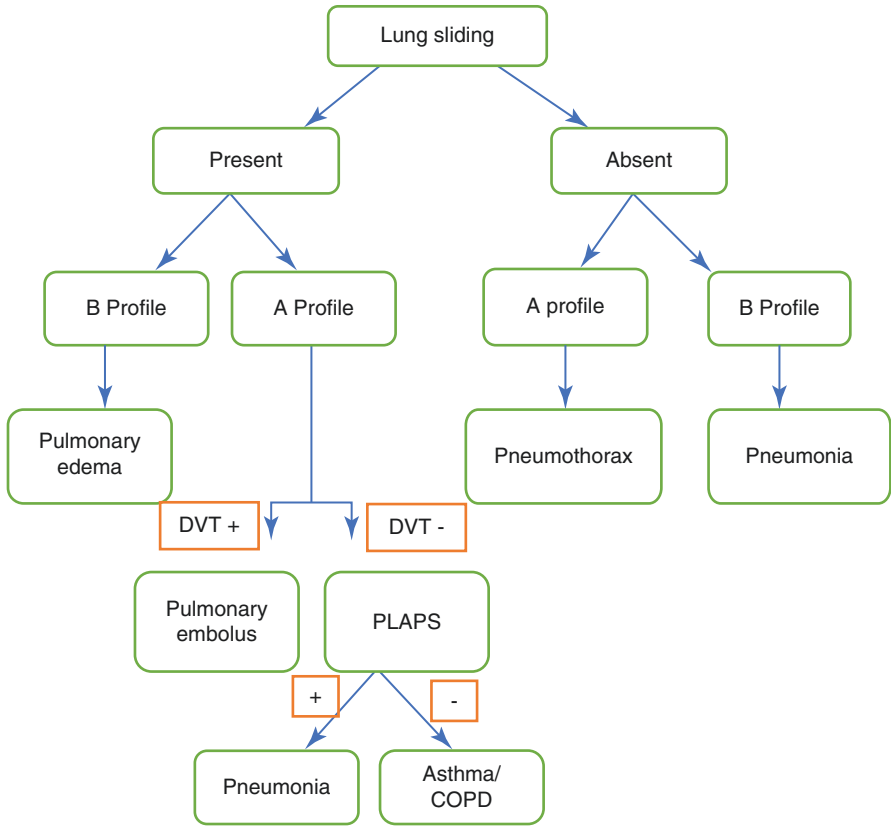 Lung sliding
Present
Absent
B Profile
A Profile
A profile
B Profile
Pulmonary
edema
Pneumothorax
Pneumonia
DVT +
DVT -
Pulmonary
embolus
PLAPS
+
-
Pneumonia
Asthma/
COPD